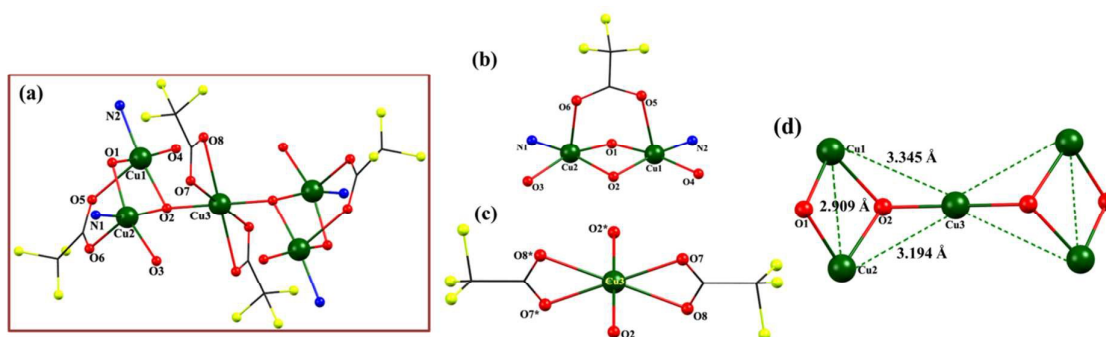 (a)
N2
O8
O1
O4
Cu1
O7
O5
O2
N1
Cu2
Cu3
O6
O3
(b)
O6
O5
N1
N2
O1
Cu2
Cu1
O2
O3
O4
(c)
O2*
O8*
O7
Cu3
O7*
O8
O2
(d)
Cu1
3.345 Å
2.909 Å
O1
O2
Cu3
3.194 Å
Cu2